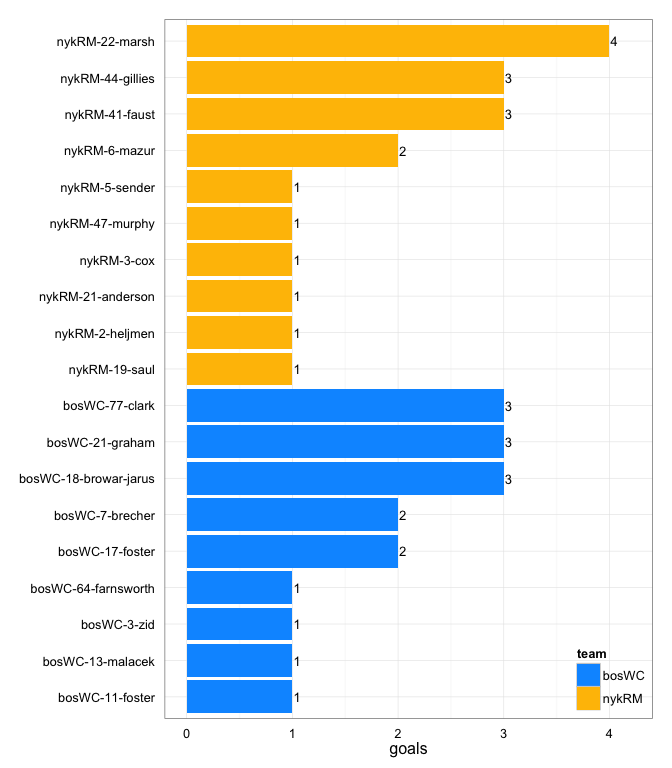 nykRM-22-marsh 4
nykRM-44-gillies 3
nykRM-41-faust 3
nykRM-6-mazur 2
nykRM-5-sender 1
nykRM-47-murphy 1
nykRM-3-cox 1
nykRM-21-anderson 1
nykRM-2-heljmen 1
nykRM-19-saul 1
bosWC-77-clark 3
bosWC-21-graham 3
bosWC-18-browar-jarus 3
bosWC-7-brecher 2
bosWC-17-foster 2
bosWC-64-farnsworth 1
bosWC-3-zid 1
bosWC-13-malacek 1
bosWC-11-foster 1
team
bosWC
nykRM
0 1 2 3 4
goals